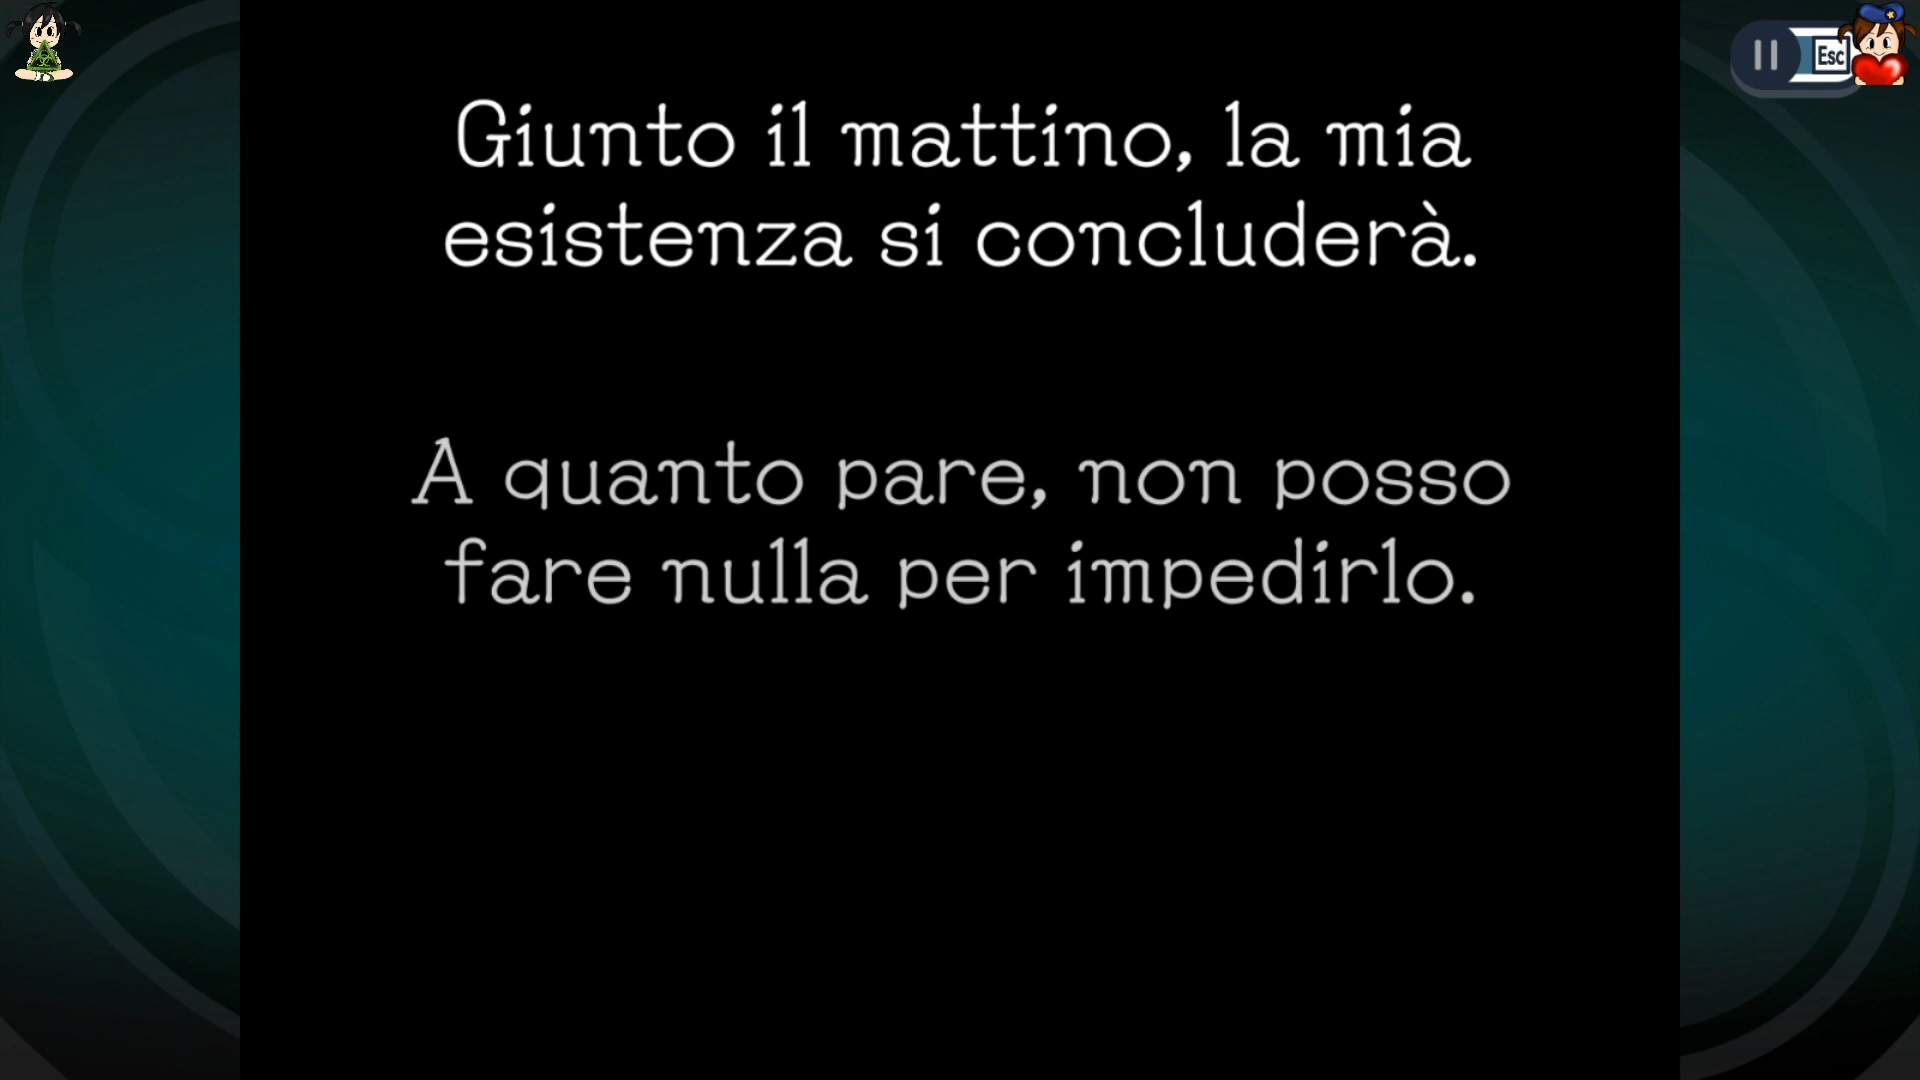 Giunto il mattino, la mia
esistenza si concluderà.
A quanto pare, non posso
fare nulla per impedirlo.
Esc